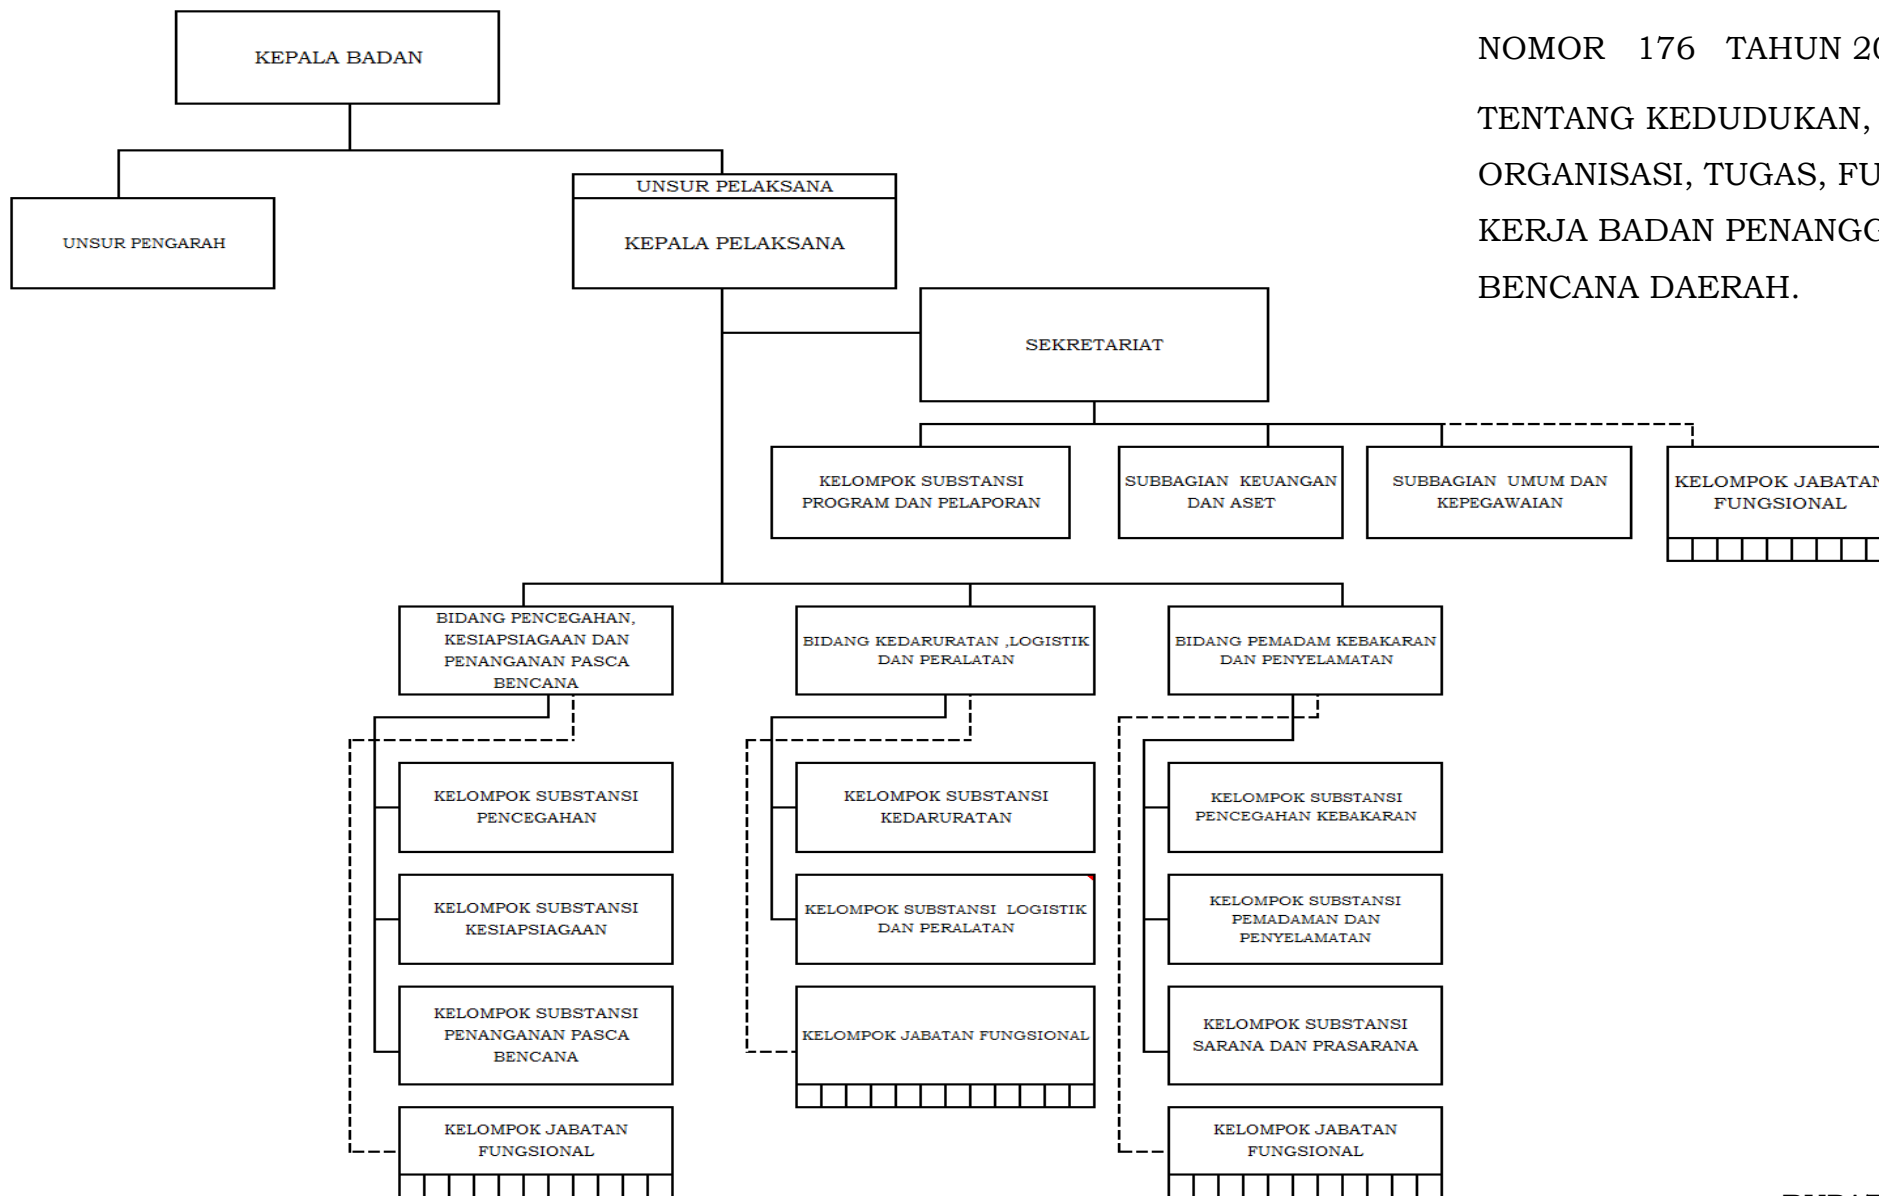 KEPALA BADAN
NOMOR 176 TAHUN
TENTANG KEDUDUKAN,
ORGANISASI, TUGAS,
KERJA BADAN
BENCANA DAERAH.
UNSUR PENGARAH
UNSUR PELAKSANA
KEPALA PELAKSANA
SEKRETARIAT
KELOMPOK SUBSTANSI
PROGRAM DAN PELAPORAN
SUBBAGIAN KEUANGAN
DAN ASET
SUBBAGIAN UMUM DAN
KEPEGAWAIAN
KELOMPOK JABATAN
FUNGSIONAL
BIDANG PENCEGAHAN,
KESIAPSIAGAAN DAN
PENANGANAN PASCA
BENCANA
BIDANG KEDARURATAN ,LOGISTIK
DAN PERALATAN
BIDANG PEMADAM KEBAKARAN
DAN PENYELAMATAN
KELOMPOK SUBSTANSI
PENCEGAHAN
KELOMPOK SUBSTANSI
KESIAPSIAGAAN
KELOMPOK SUBSTANSI
PENANGANAN PASCA
BENCANA
KELOMPOK JABATAN
FUNGSIONAL
KELOMPOK SUBSTANSI
KEDARURATAN
KELOMPOK SUBSTANSI LOGISTIK
DAN PERALATAN
KELOMPOK JABATAN FUNGSIONAL
KELOMPOK SUBSTANSI
PENCEGAHAN KEBAKARAN
KELOMPOK SUBSTANSI
PEMADAMAN DAN
PENYELAMATAN
KELOMPOK SUBSTANSI
SARANA DAN PRASARANA
KELOMPOK JABATAN
FUNGSIONAL